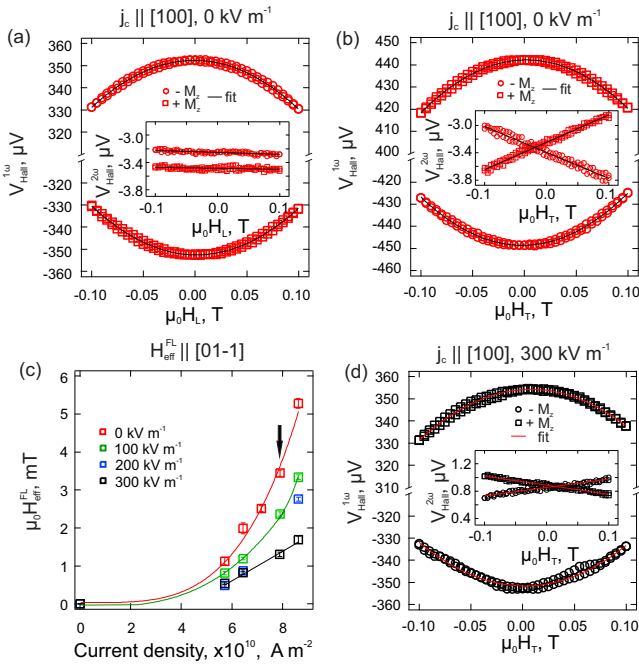 j_c || [100], 0 kV m⁻¹
(a)
360
350
340
330
320
-330
-340
-350
-360
V_Hall^1ω, µV
- M_z
+ M_z
fit
V_Hall^2ω, µV
-3.0
-3.4
-3.8
-0.1
0.0
0.1
µ₀H_L, T
-0.10
-0.05
0.00
0.05
0.10
µ₀H_L, T
j_c || [100], 0 kV m⁻¹
(b)
450
440
430
420
410
-430
-440
-450
-460
V_Hall^1ω, µV
- M_z
+ M_z
fit
V_Hall^2ω, µV
-3.0
-3.4
-3.8
-0.1
0.0
0.1
µ₀H_T, T
-0.10
-0.05
0.00
0.05
0.10
µ₀H_T, T
H_eff^FL || [01-1]
(c)
6
5
4
3
2
1
0
µ₀H_eff^FL, mT
0 kV m⁻¹
100 kV m⁻¹
200 kV m⁻¹
300 kV m⁻¹
0
2
4
6
8
Current density, x10¹⁰, A m⁻²
j_c || [100], 300 kV m⁻¹
(d)
360
350
340
330
320
-330
-340
-350
-360
V_Hall^1ω, µV
- M_z
+ M_z
fit
V_Hall^2ω, µV
1.2
0.8
0.4
-0.1
0.0
0.1
µ₀H_T, T
-0.10
-0.05
0.00
0.05
0.10
µ₀H_T, T